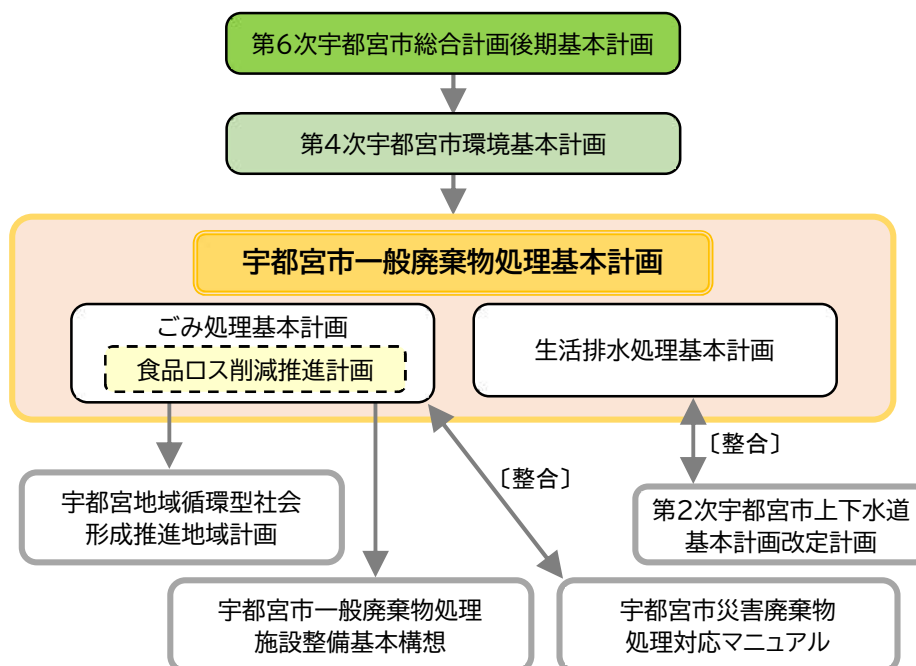 第6次宇都宮市総合計画後期基本計画
第4次宇都宮市環境基本計画
宇都宮市一般廃棄物処理基本計画
ごみ処理基本計画
食品ロス削減推進計画
生活排水処理基本計画
〔整合〕
〔整合〕
宇都宮地域循環型社会
形成推進地域計画
第2次宇都宮市上下水道
基本計画改定計画
宇都宮市一般廃棄物処理
施設整備基本構想
宇都宮市災害廃棄物
処理対応マニュアル